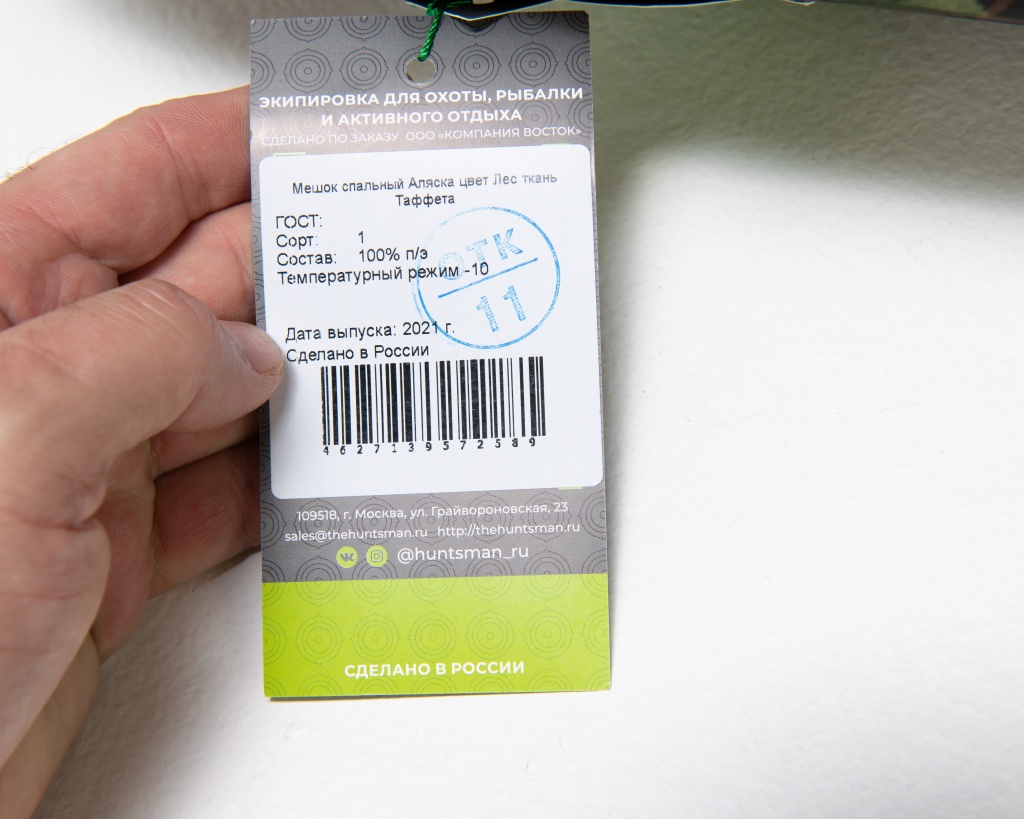 ЭКИПИРОВКА ДЛЯ ОХОТЫ, РЫБАЛКИ
И АКТИВНОГО ОТДЫХА
СДЕЛАНО ПО ЗАКАЗУ ООО «КОМПАНИЯ ВОСТОК»
Мешок спальный Аляска цвет Лес ткань
Таффета
ГОСТ:
Сорт: 1
Состав: 100% п/э
Температурный режим -10
ОТК
11
Дата выпуска: 2021 г.
Сделано в России
4627139572589
109518, г. Москва, ул. Грайвороновская, 23
sales@thehuntsman.ru http://thehuntsman.ru
@huntsman_ru
СДЕЛАНО В РОССИИ